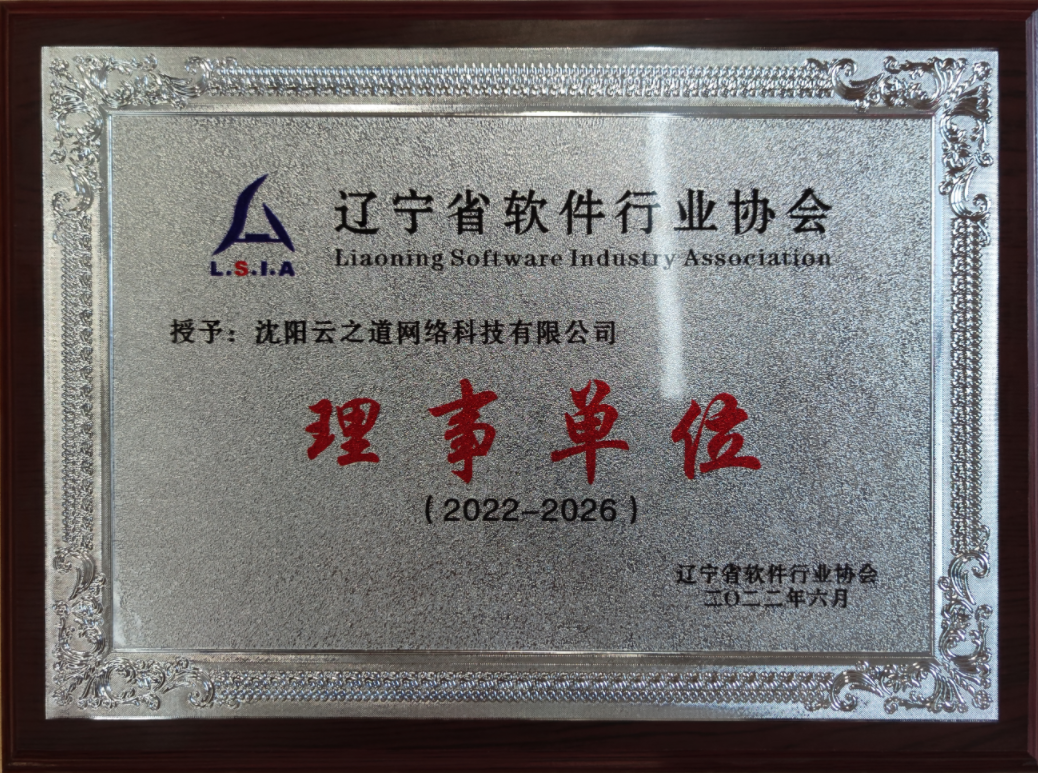 辽宁省软件行业协会
Liaoning Software Industry Association
L.S.I.A
授予：沈阳云之道网络科技有限公司
理事单位
（2022-2026）
辽宁省软件行业协会
二〇二二年六月